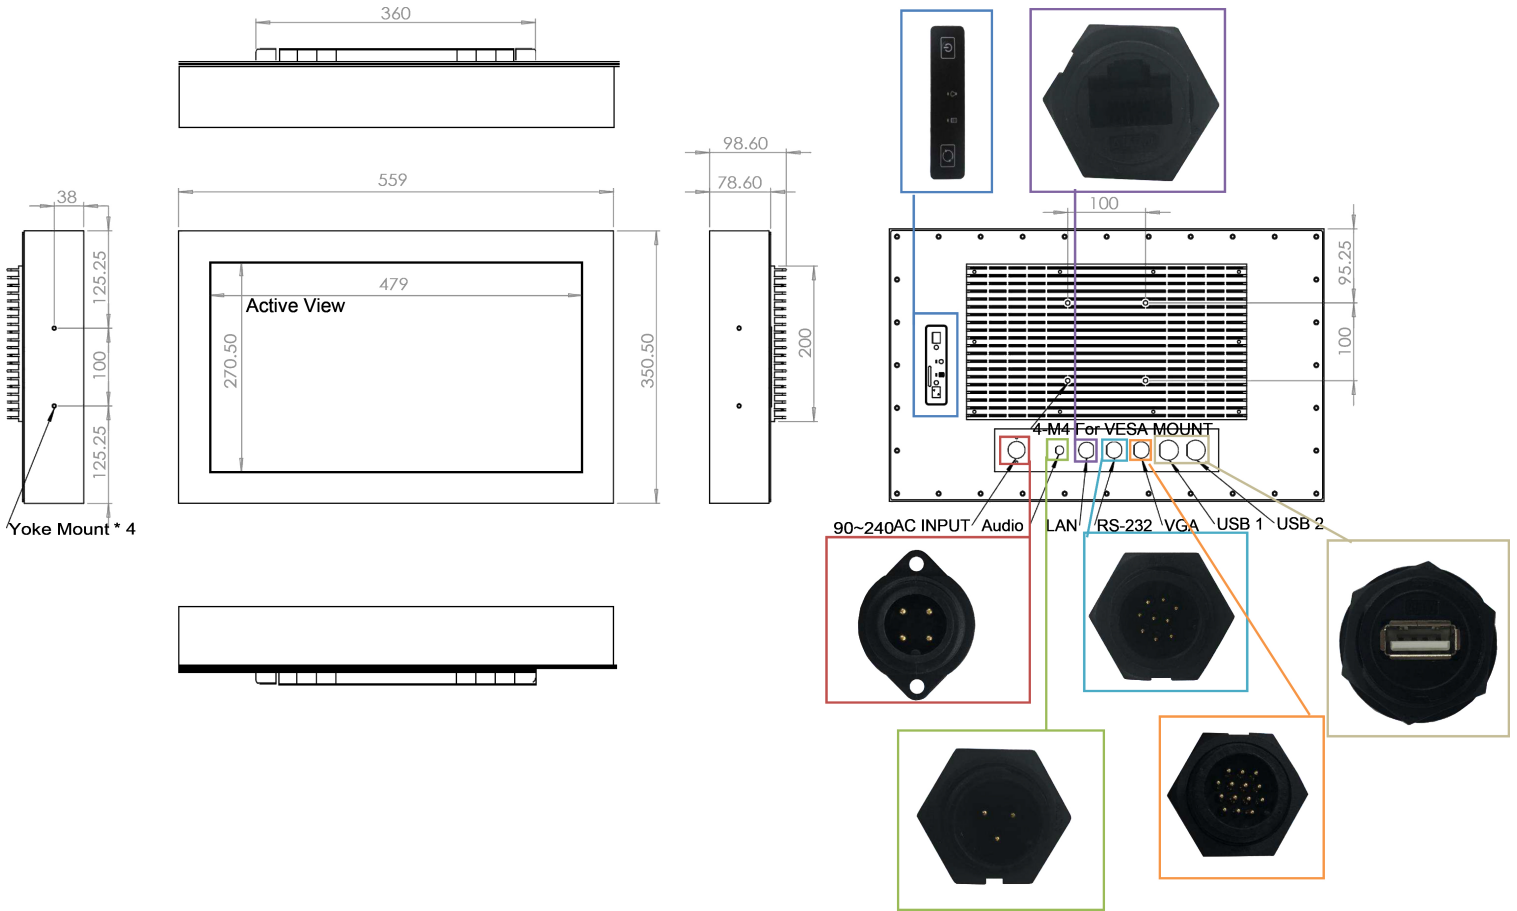 360
98.60
78.60
559
38
125.25
100
125.25
479
Active View
270.50
350.50
200
100
95.25
100
4-M4 For VESA MOUNT
Yoke Mount * 4
90~240AC INPUT
Audio
LAN
RS-232
VGA
USB 1
USB 2